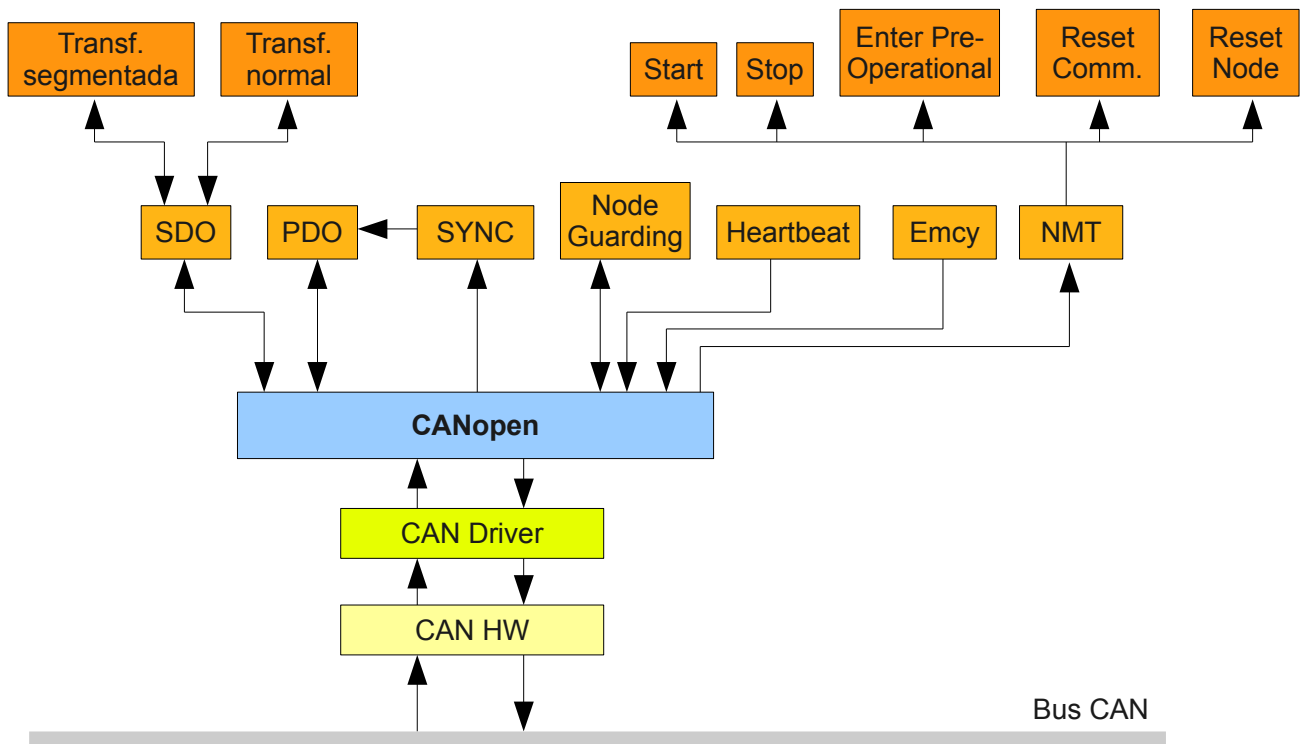 Transf.
segmentada
Transf.
normal
Start
Stop
Enter Pre-
Operational
Reset
Comm.
Reset
Node
SDO
PDO
SYNC
Node
Guarding
Heartbeat
Emcy
NMT
CANopen
CAN Driver
CAN HW
Bus CAN